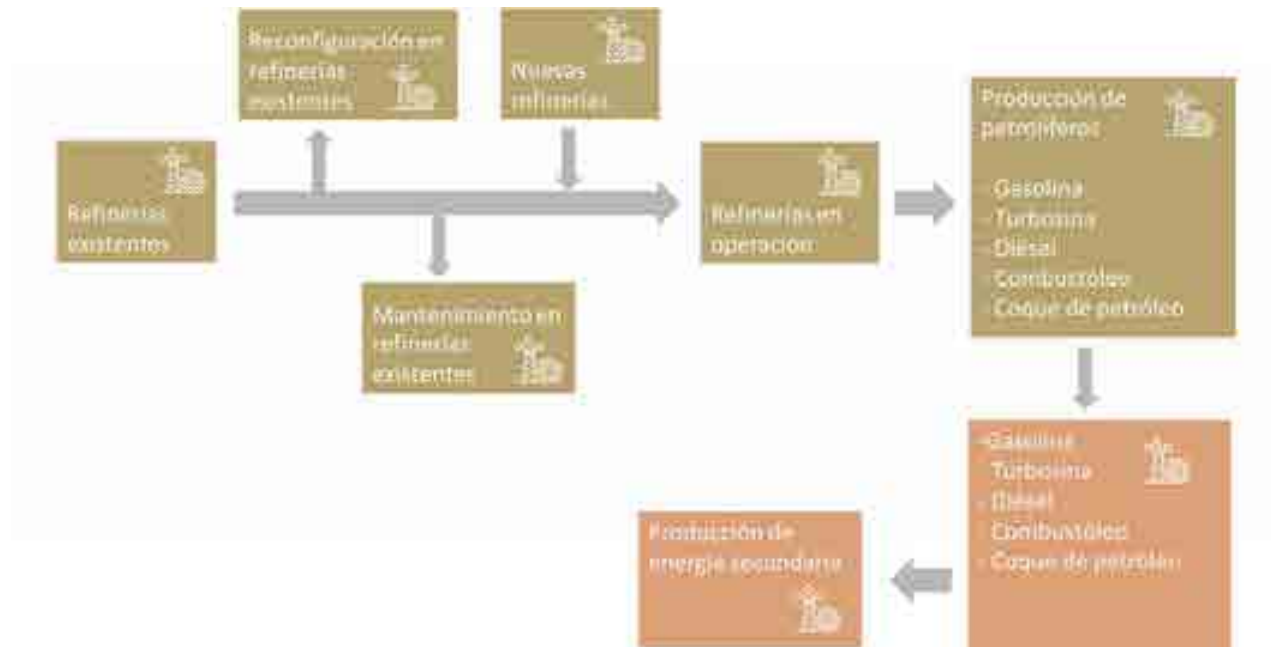 Reconfiguración en
refinerías
existentes
Nuevas
refinerías
Refinerías
existentes
Mantenimiento en
refinerías
existentes
Refinerías en
operación
Producción de
petrolíferos
- Gasolina
- Turbosina
- Diésel
- Combustóleo
- Coque de petróleo
-Gasolina
- Turbosina
- Diésel
- Combustóleo
- Coque de petróleo
Producción de
energía secundaria